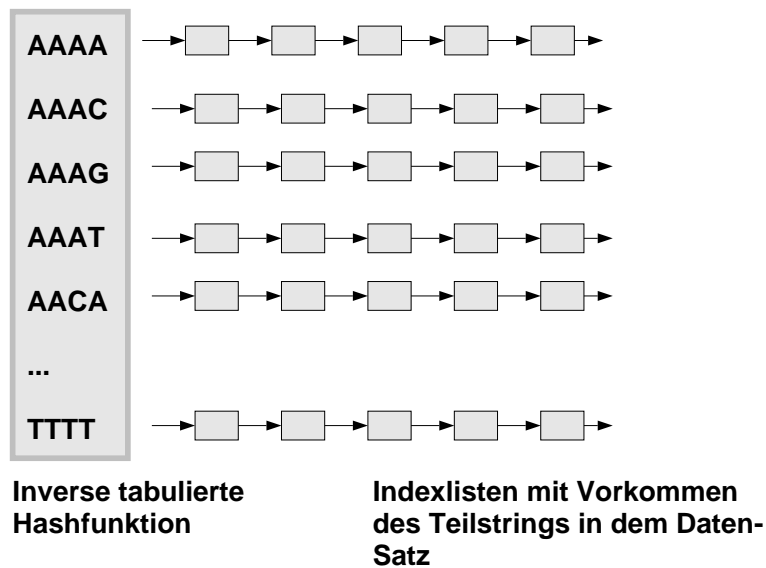 AAAA
AAAC
AAAG
AAAT
AACA
...
TTTT
Inverse tabulierte
Hashfunktion
Indexlisten mit Vorkommen
des Teilstrings in dem Daten-
Satz